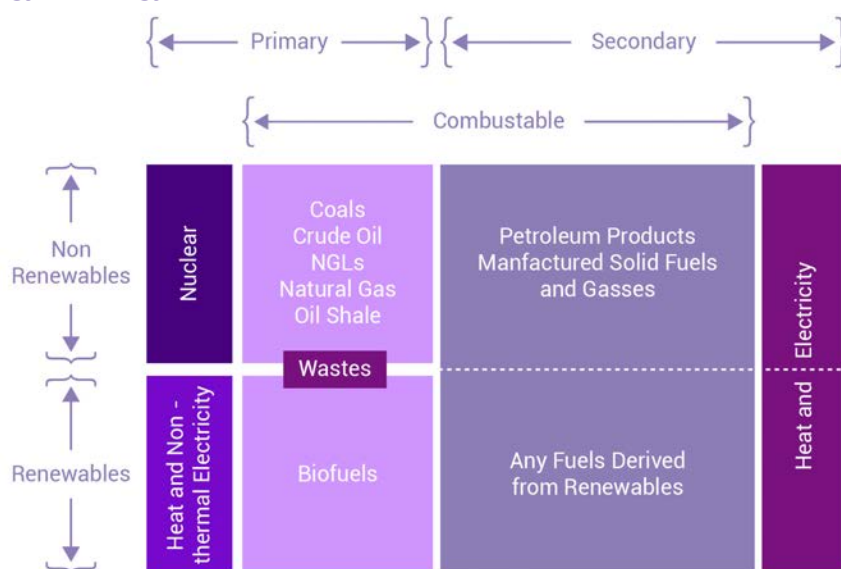 Primary
Secondary
Combustable
Non
Renewables
Nuclear
Coals
Crude Oil
NGLs
Natural Gas
Oil Shale
Petroleum Products
Manfactured Solid Fuels
and Gasses
Heat and Electricity
Wastes
Renewables
Heat and Non -
thermal Electricity
Biofuels
Any Fuels Derived
from Renewables